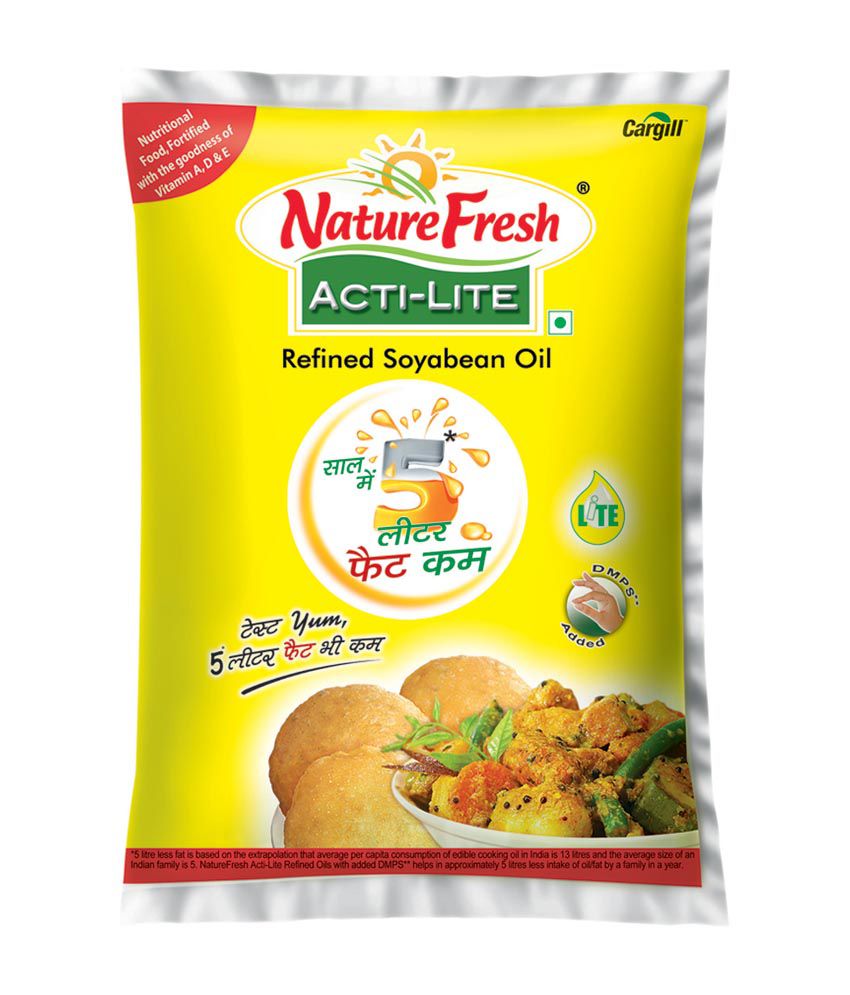 Nutritional
Food, Fortified
with the goodness of
Vitamin A, D & E
Cargill™
NatureFresh®
ACTI-LITE
Refined Soyabean Oil
साल में 5*
लीटर
फैट कम
LITE
DMPS**
Added
टेस्ट Yum,
5 लीटर फैट भी कम
*5 litre less fat is based on the extrapolation that average per capita consumption of edible cooking oil in India is 13 litres and the average size of an
Indian family is 5. NatureFresh Acti-Lite Refined Oils with added DMPS** helps in approximately 5 litres less intake of oil/fat by a family in a year.